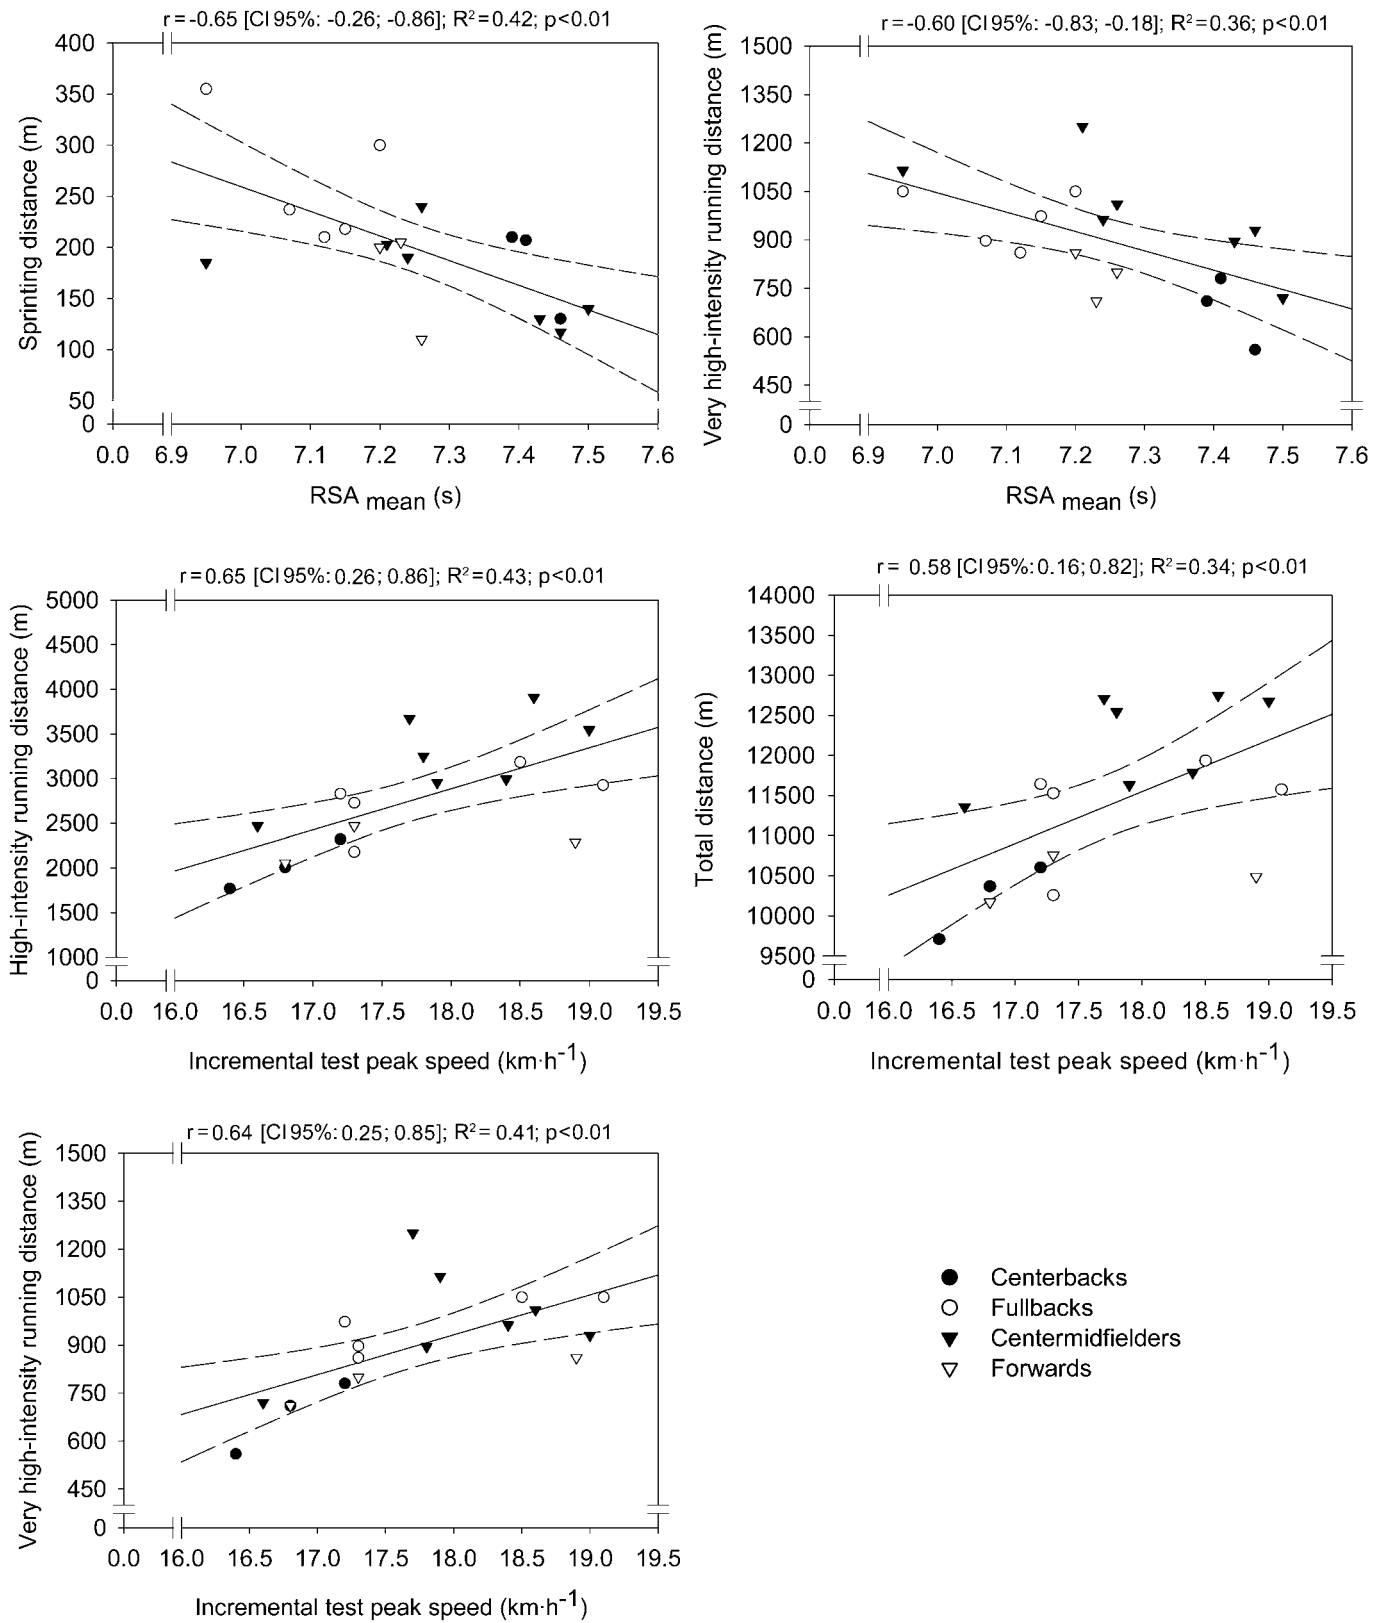 r=-0.65 [CI 95%: -0.26; -0.86]; R²=0.42; p<0.01
Sprinting distance (m)
400
350
300
250
200
150
100
50
0
0.0 6.9 7.0 7.1 7.2 7.3 7.4 7.5 7.6
RSA mean (s)
r=-0.60 [CI 95%: -0.83; -0.18]; R²=0.36; p<0.01
Very high-intensity running distance (m)
1500
1350
1200
1050
900
750
600
450
0
0.0 6.9 7.0 7.1 7.2 7.3 7.4 7.5 7.6
RSA mean (s)
r=0.65 [CI 95%: 0.26; 0.86]; R²=0.43; p<0.01
High-intensity running distance (m)
5000
4500
4000
3500
3000
2500
2000
1500
1000
0
0.0 16.0 16.5 17.0 17.5 18.0 18.5 19.0 19.5
Incremental test peak speed (km·h⁻¹)
r= 0.58 [CI 95%: 0.16; 0.82]; R²=0.34; p<0.01
Total distance (m)
14000
13500
13000
12500
12000
11500
11000
10500
10000
9500
0
0.0 16.0 16.5 17.0 17.5 18.0 18.5 19.0 19.5
Incremental test peak speed (km·h⁻¹)
r=0.64 [CI 95%: 0.25; 0.85]; R²= 0.41; p<0.01
Very high-intensity running distance (m)
1500
1350
1200
1050
900
750
600
450
0
0.0 16.0 16.5 17.0 17.5 18.0 18.5 19.0 19.5
Incremental test peak speed (km·h⁻¹)
Centerbacks
Fullbacks
Centermidfielders
Forwards